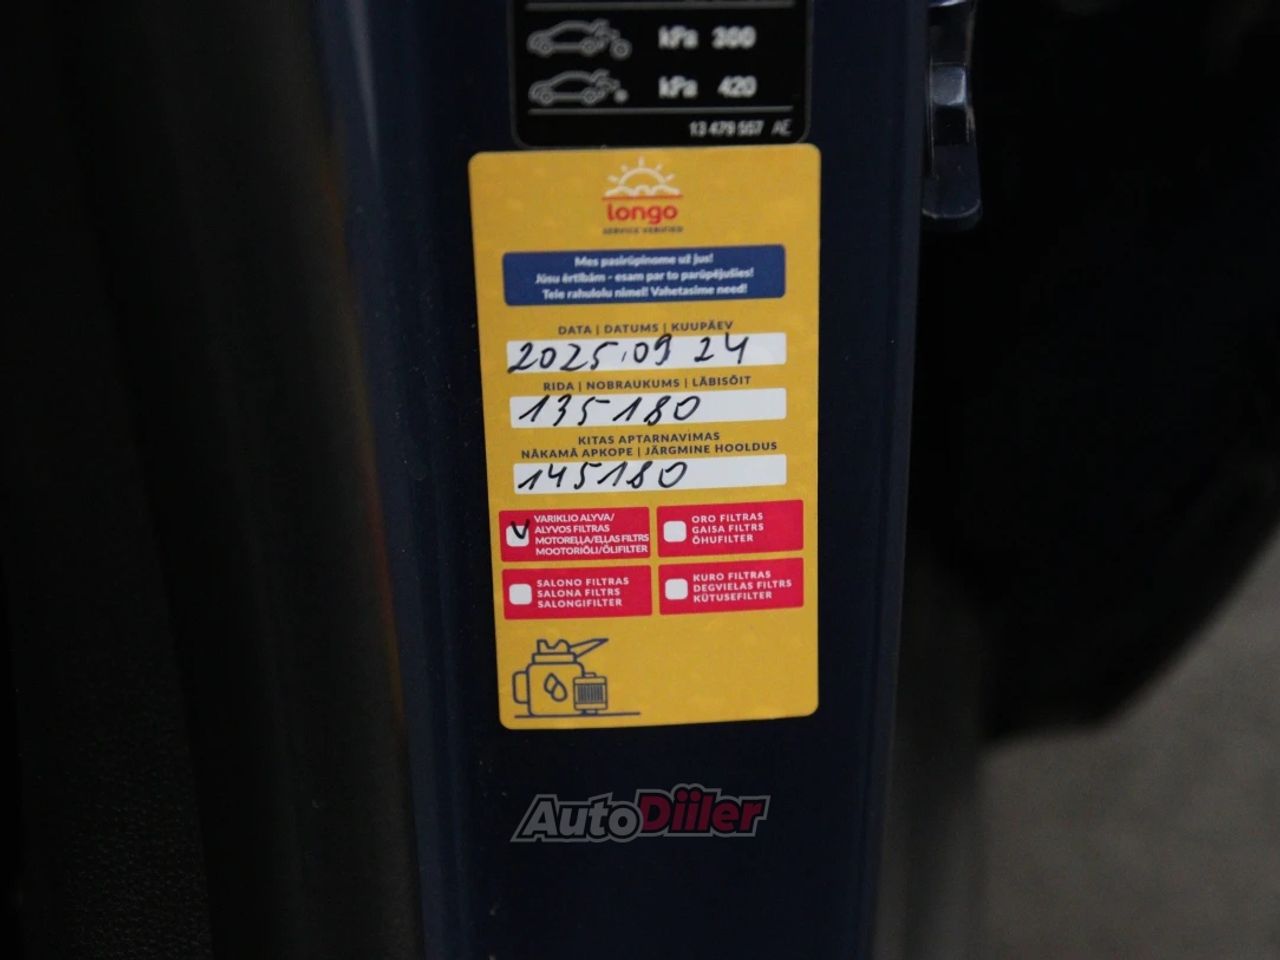 kPa 300
kPa 420
13 479 557 AE
longo
SERVICE VERIFIED
Mes pasirūpinome už jus!
Jūsu ērtībām - esam par to parūpējušies!
Teie rahulolu nimel! Vahetasime need!
DATA | DATUMS | KUUPÄEV
2025.09 24
RIDA | NOBRAUKUMS | LÄBISÕIT
135180
KITAS APTARNAVIMAS
NĀKAMĀ APKOPE | JÄRGMINE HOOLDUS
145180
V VARIKLIO ALYVA/
ALYVOS FILTRAS
MOTOREĻĻA/EĻĻAS FILTRS
MOOTORIÕLI/ÕLIFILTER
ORO FILTRAS
GAISA FILTRS
ÕHUFILTER
SALONO FILTRAS
SALONA FILTRS
SALONGIFILTER
KURO FILTRAS
DEGVIELAS FILTRS
KÜTUSEFILTER
AutoDiiler